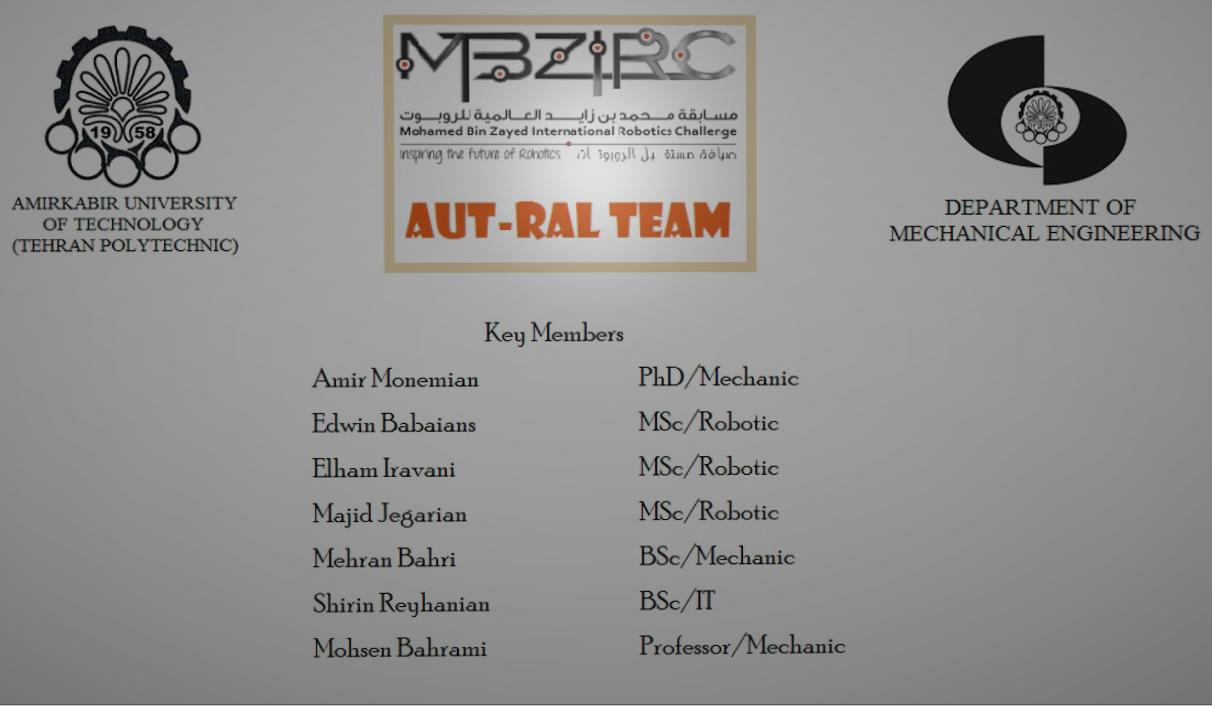 19 58
AMIRKABIR UNIVERSITY
OF TECHNOLOGY
(TEHRAN POLYTECHNIC)
MBZIRC
مسابقة محمد بن زايد العالمية للروبوت
Mohamed Bin Zayed International Robotics Challenge
Inspiring the Future of Robotics
AUT-RAL TEAM
DEPARTMENT OF
MECHANICAL ENGINEERING
Key Members
Amir Monemian PhD/Mechanic
Edwin Babaians MSc/Robotic
Elham Iravani MSc/Robotic
Majid Jegarian MSc/Robotic
Mehran Bahri BSc/Mechanic
Shirin Reyhanian BSc/IT
Mohsen Bahrami Professor/Mechanic